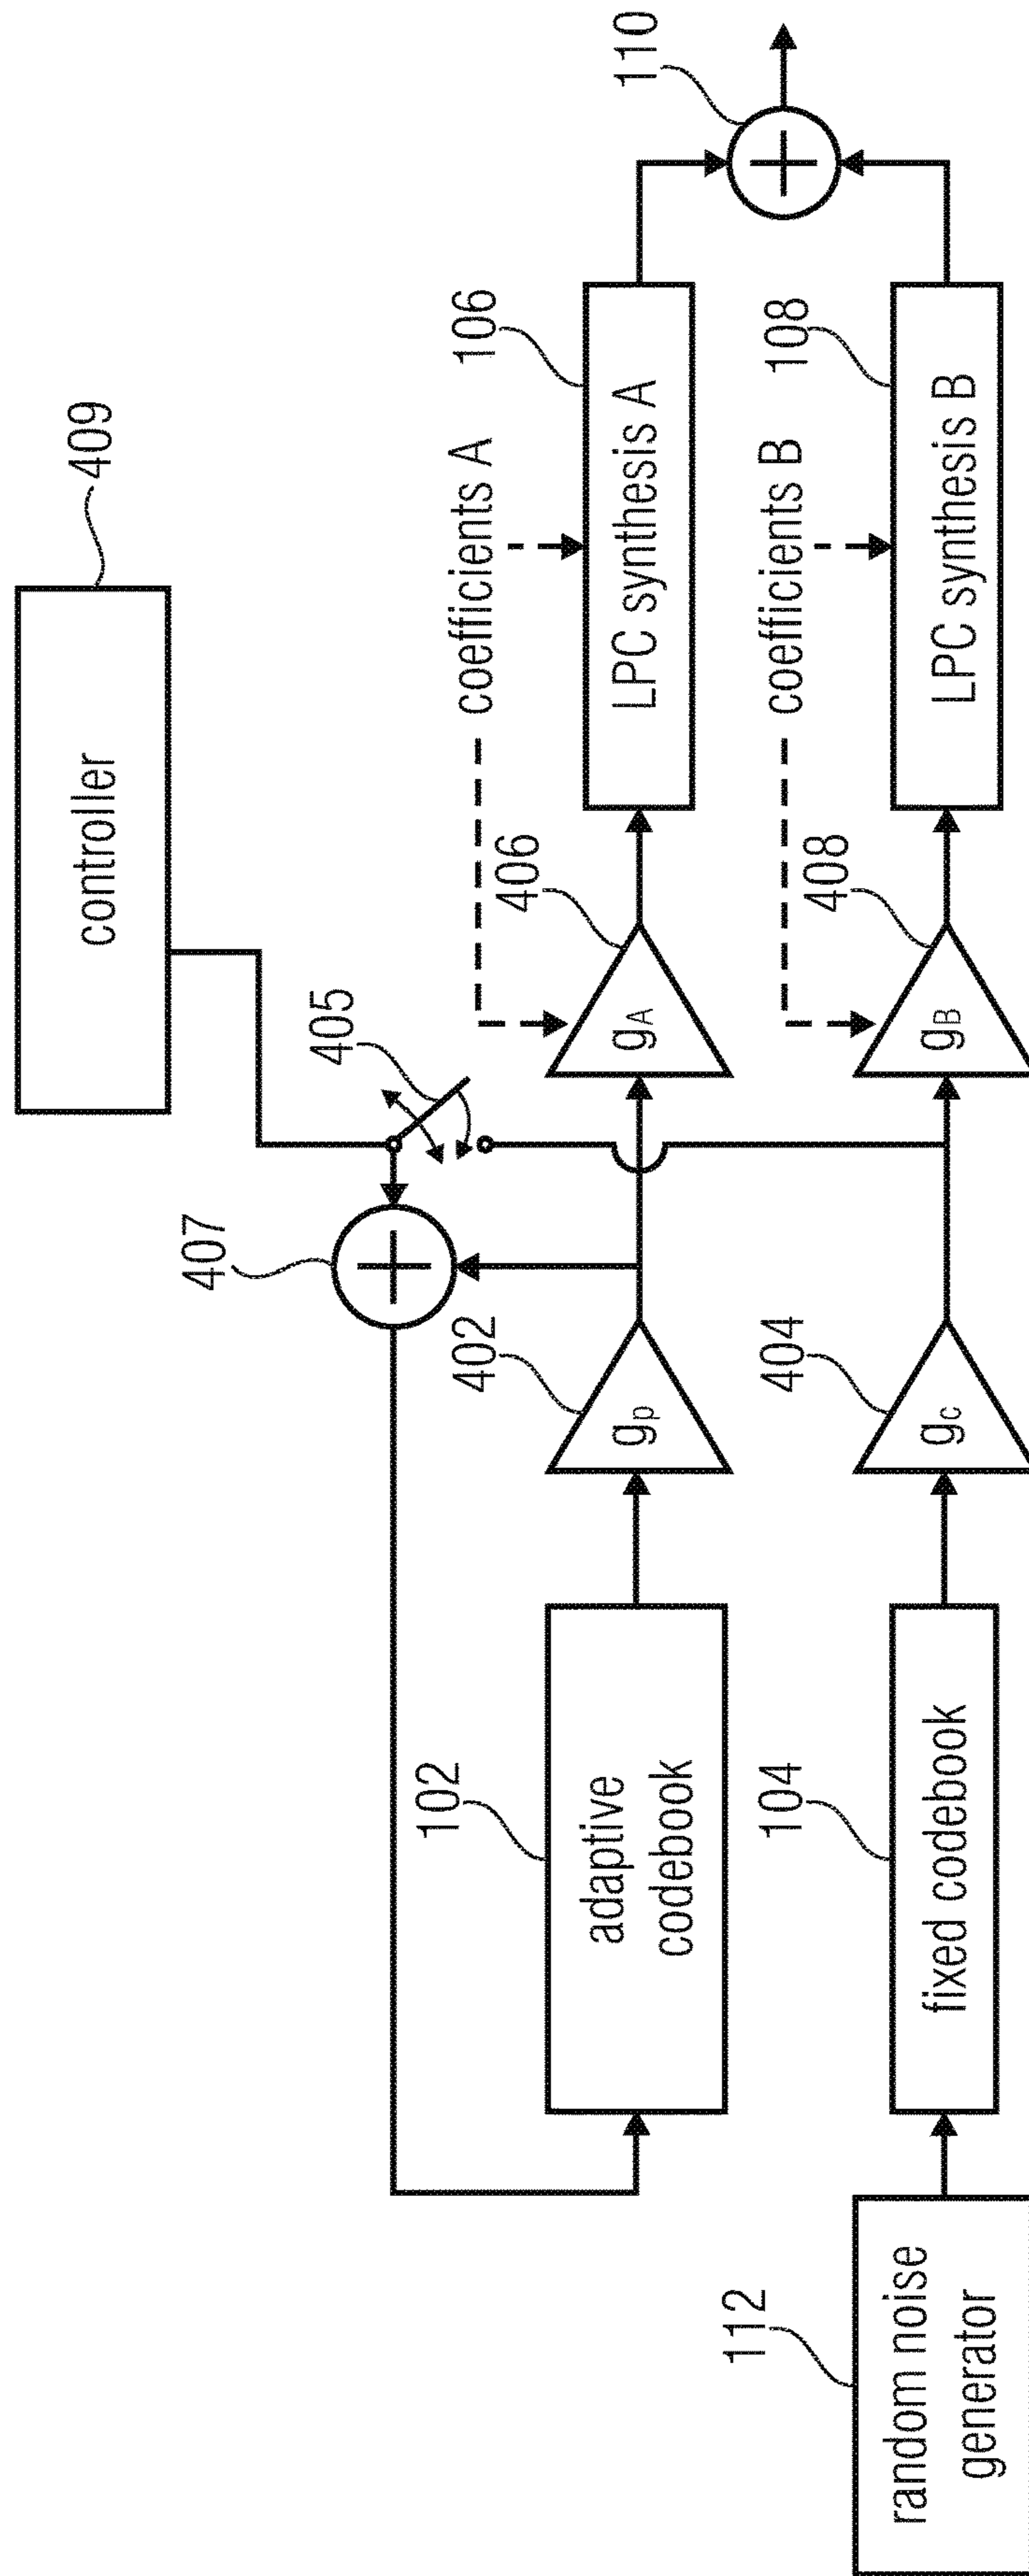 controller
409
407
405
coefficients A
106
402
406
102
adaptive
codebook
gp
gA
LPC synthesis A
110
coefficients B
108
404
408
104
112
random noise
generator
fixed codebook
gc
gB
LPC synthesis B